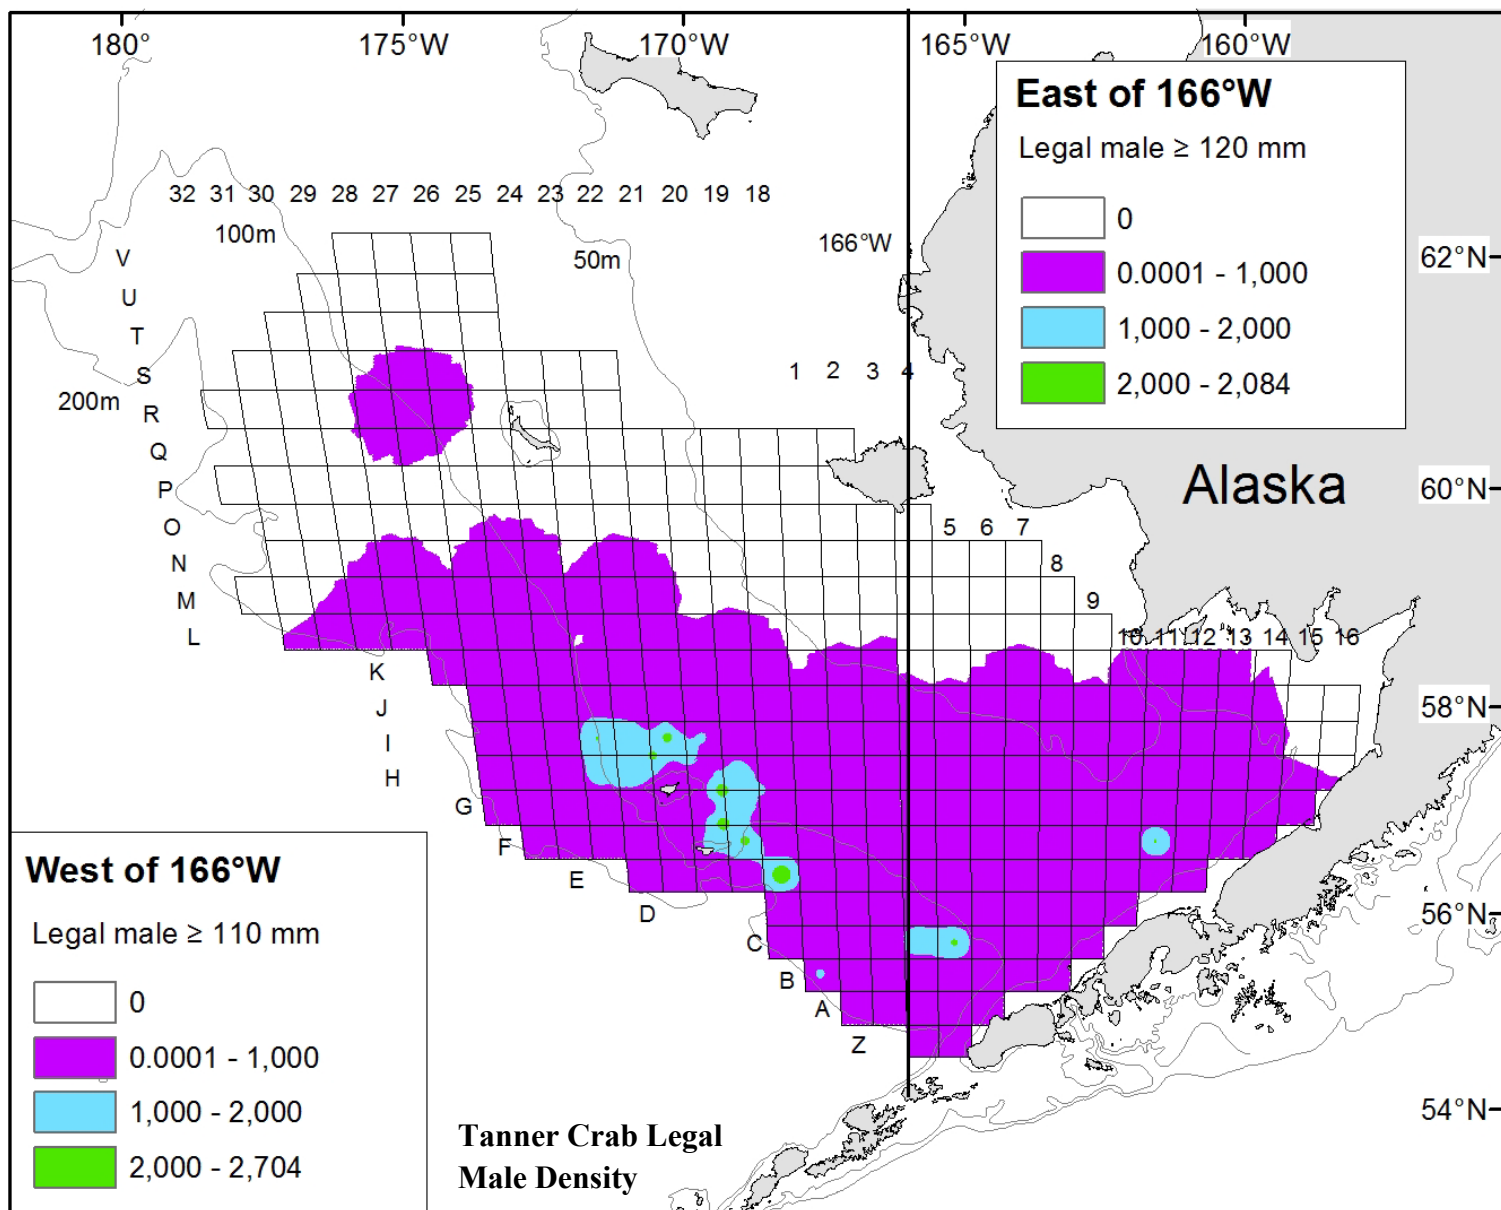 180°
175°W
170°W
165°W
160°W
East of 166°W
Legal male ≥ 120 mm
0
0.0001 - 1,000
1,000 - 2,000
2,000 - 2,084
32 31 30 29 28 27 26 25 24 23 22 21 20 19 18
100m
50m
166°W
62°N
V
U
T
S
R
Q
P
O
N
M
L
200m
1 2 3 4
Alaska
60°N
5 6 7
8
9
10 11 12 13 14 15 16
K
J
I
H
G
F
E
D
C
B
A
Z
58°N
56°N
54°N
West of 166°W
Legal male ≥ 110 mm
0
0.0001 - 1,000
1,000 - 2,000
2,000 - 2,704
Tanner Crab Legal
Male Density